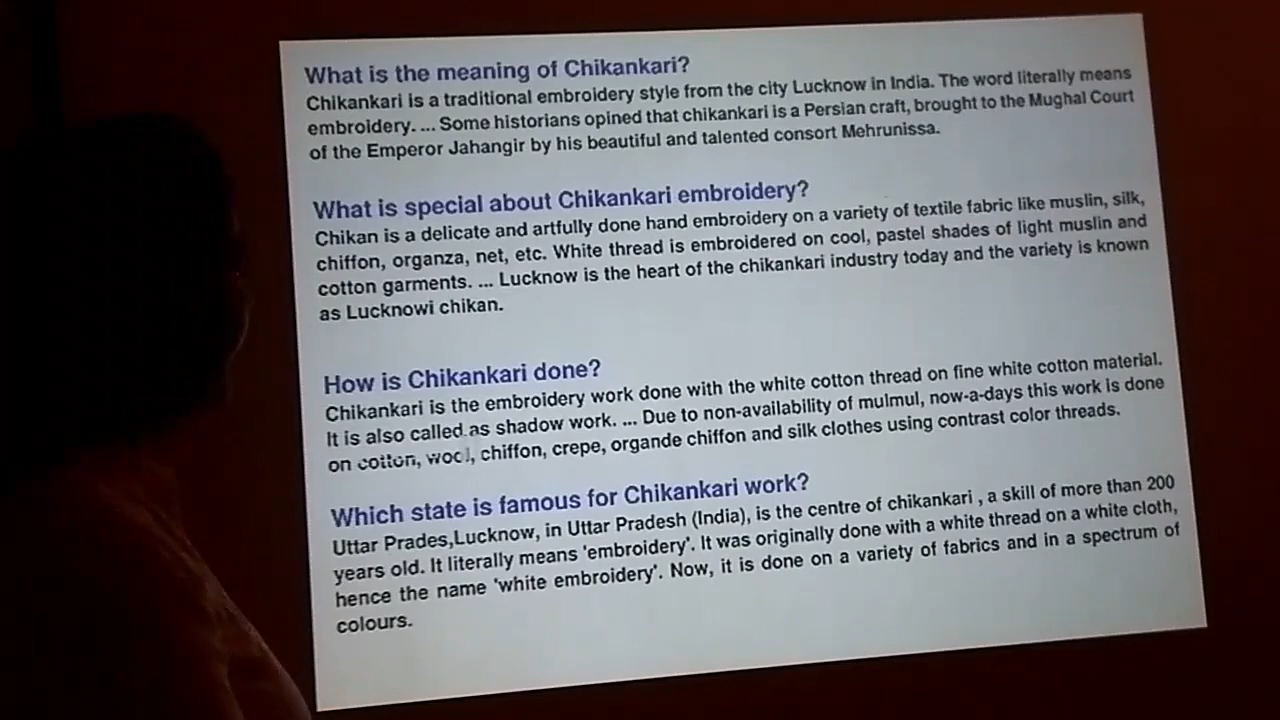 What is the meaning of Chikankari?
Chikankari is a traditional embroidery style from the city Lucknow in India. The word literally means
embroidery. ... Some historians opined that chikankari is a Persian craft, brought to the Mughal Court
of the Emperor Jahangir by his beautiful and talented consort Mehrunissa.
What is special about Chikankari embroidery?
Chikan is a delicate and artfully done hand embroidery on a variety of textile fabric like muslin, silk,
chiffon, organza, net, etc. White thread is embroidered on cool, pastel shades of light muslin and
cotton garments. ... Lucknow is the heart of the chikankari industry today and the variety is known
as Lucknowi chikan.
How is Chikankari done?
Chikankari is the embroidery work done with the white cotton thread on fine white cotton material.
It is also called as shadow work. ... Due to non-availability of mulmul, now-a-days this work is done
on cotton, wool, chiffon, crepe, organde chiffon and silk clothes using contrast color threads.
Which state is famous for Chikankari work?
Uttar Prades,Lucknow, in Uttar Pradesh (India), is the centre of chikankari , a skill of more than 200
years old. It literally means 'embroidery'. It was originally done with a white thread on a white cloth,
hence the name 'white embroidery'. Now, it is done on a variety of fabrics and in a spectrum of
colours.